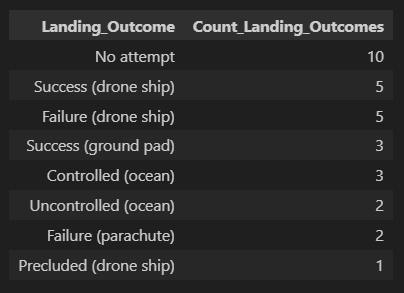 Landing_Outcome Count_Landing_Outcomes
No attempt 10
Success (drone ship) 5
Failure (drone ship) 5
Success (ground pad) 3
Controlled (ocean) 3
Uncontrolled (ocean) 2
Failure (parachute) 2
Precluded (drone ship) 1